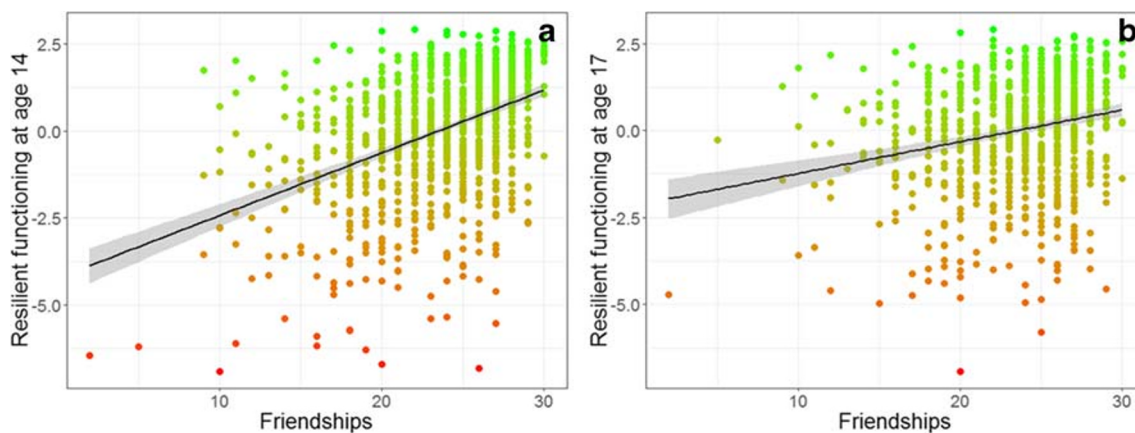 a
Resilient functioning at age 14
2.5
0.0
-2.5
-5.0
10
20
30
Friendships
b
Resilient functioning at age 17
2.5
0.0
-2.5
-5.0
10
20
30
Friendships